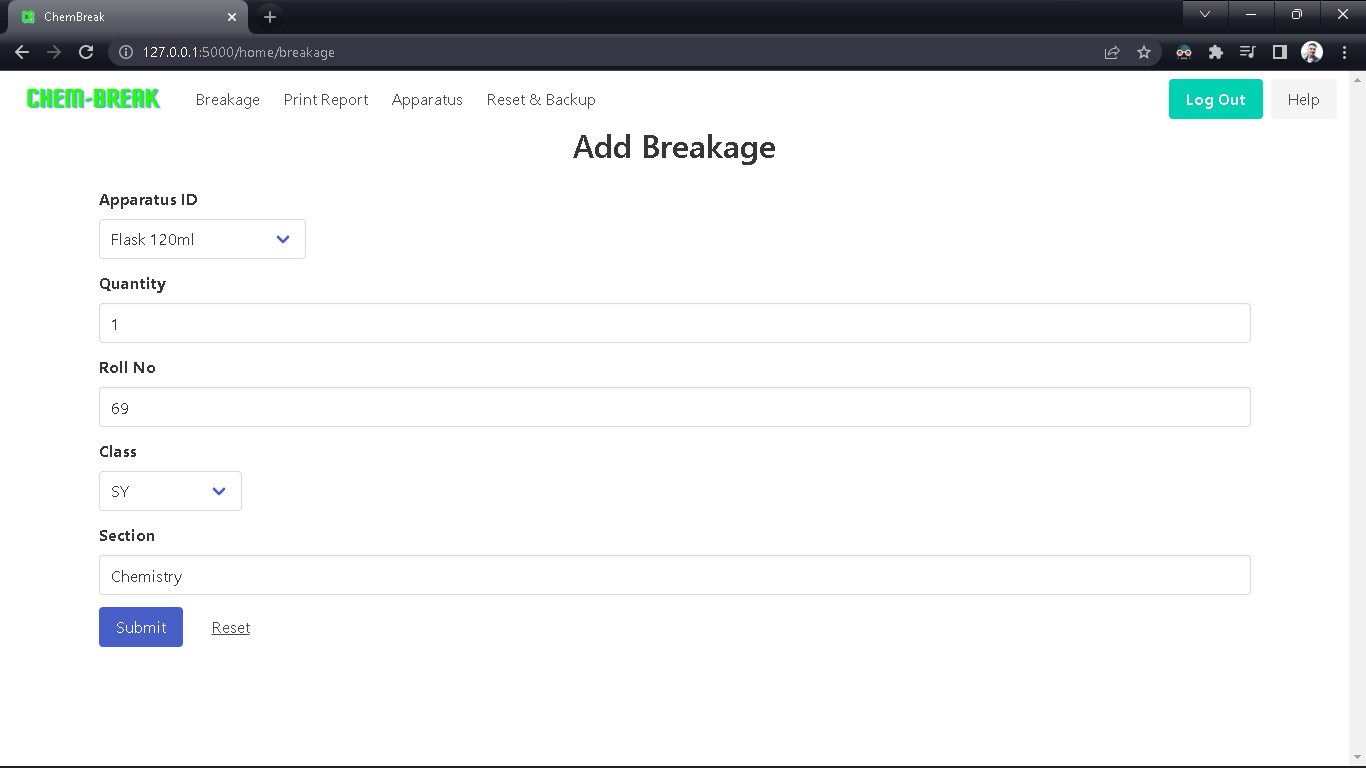 ChemBreak
127.0.0.1:5000/home/breakage
CHEM-BREAK Breakage Print Report Apparatus Reset & Backup Log Out Help
Add Breakage
Apparatus ID
Flask 120ml
Quantity
1
Roll No
69
Class
SY
Section
Chemistry
Submit Reset